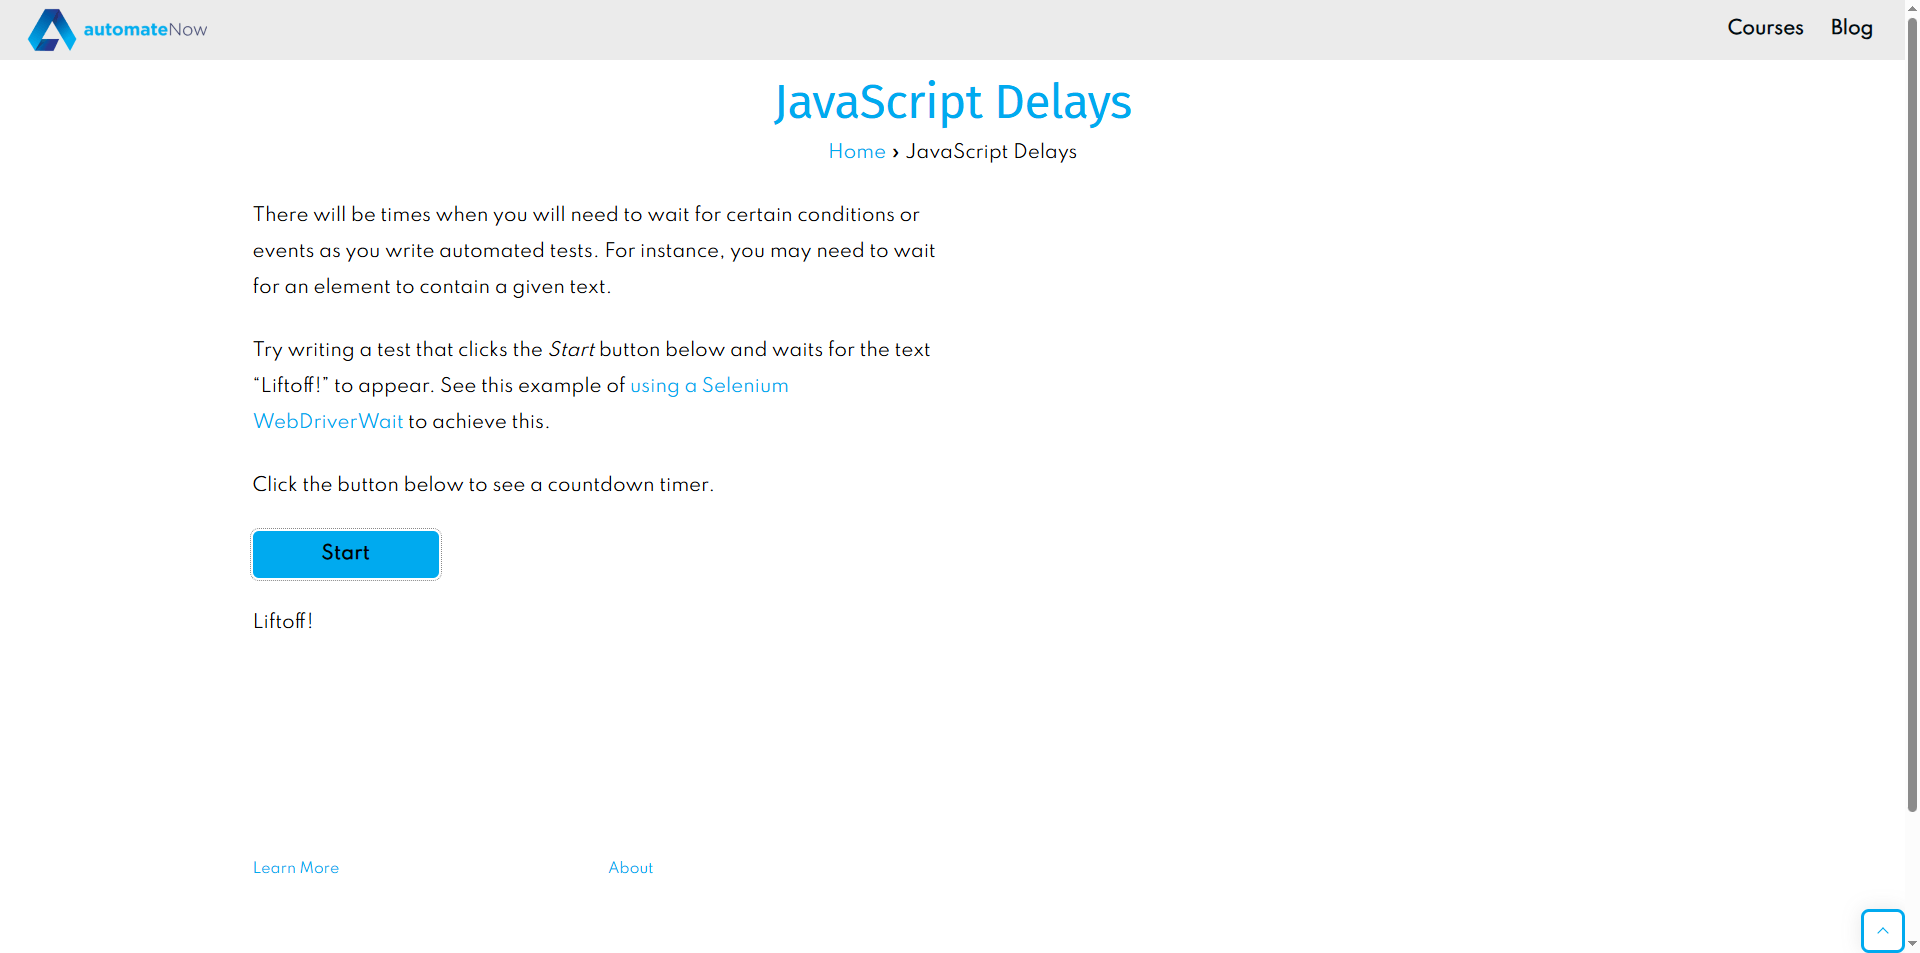 automateNow
Courses Blog
JavaScript Delays
Home › JavaScript Delays
There will be times when you will need to wait for certain conditions or
events as you write automated tests. For instance, you may need to wait
for an element to contain a given text.
Try writing a test that clicks the Start button below and waits for the text
“Liftoff!” to appear. See this example of using a Selenium
WebDriverWait to achieve this.
Click the button below to see a countdown timer.
Start
Liftoff!
Learn More About